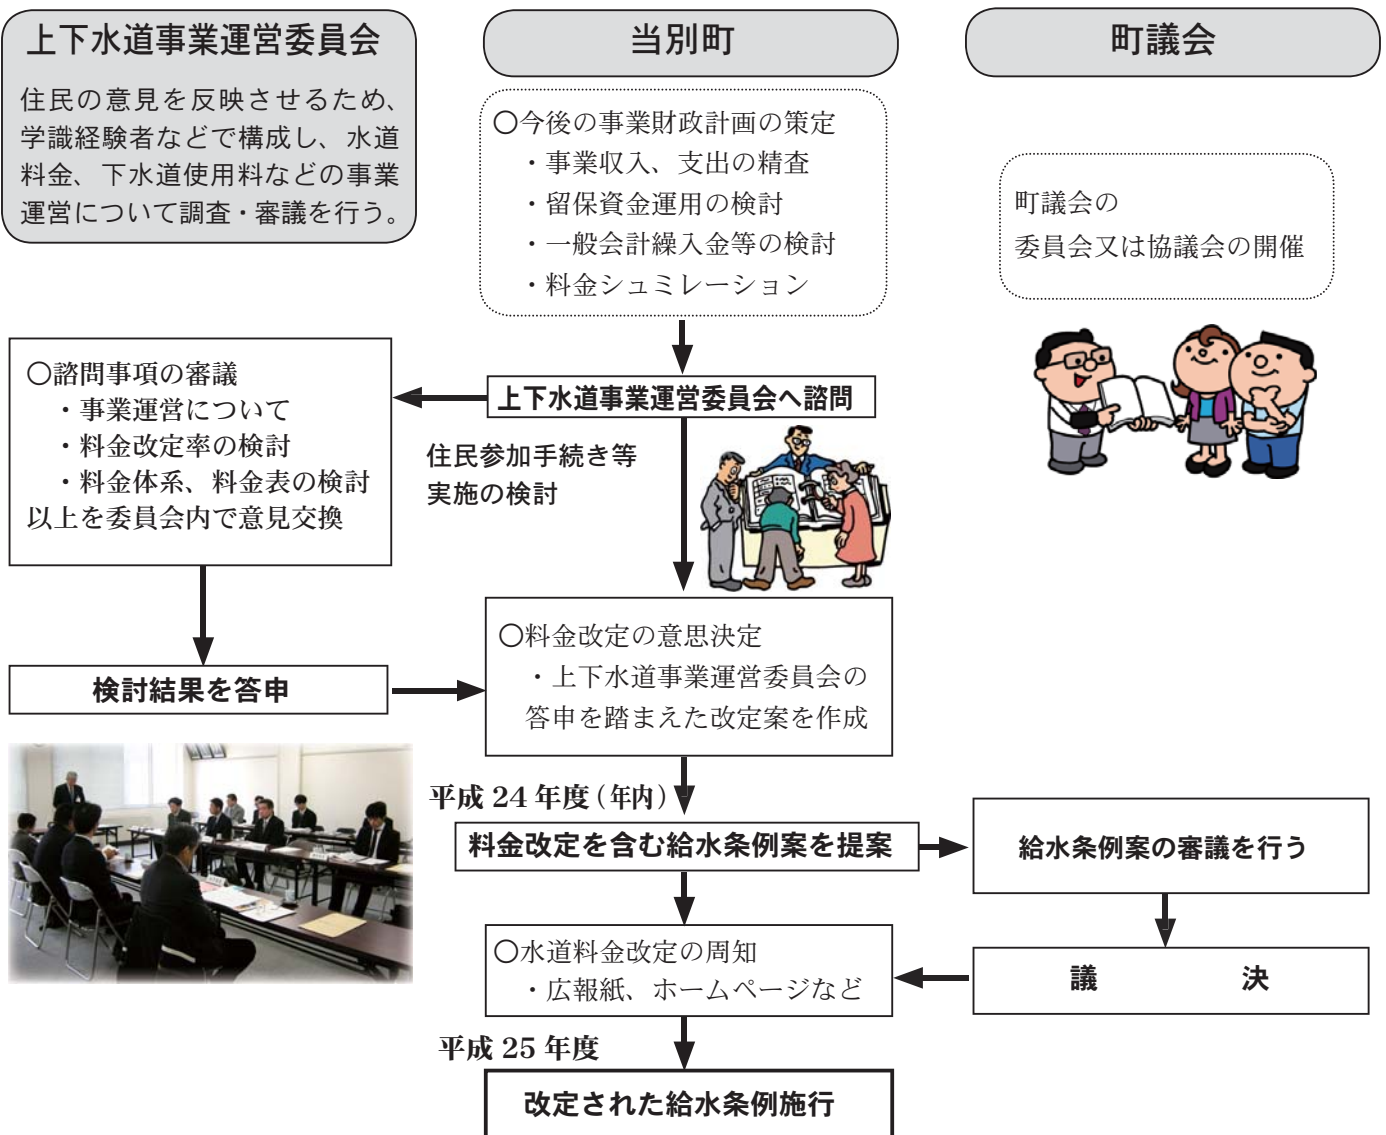 上下水道事業運営委員会
住民の意見を反映させるため、
学識経験者などで構成し、水道
料金、下水道使用料などの事業
運営について調査・審議を行う。
当別町
町議会
〇今後の事業財政計画の策定
・事業収入、支出の精査
・留保資金運用の検討
・一般会計繰入金等の検討
・料金シュミレーション
町議会の
委員会又は協議会の開催
上下水道事業運営委員会へ諮問
〇諮問事項の審議
・事業運営について
・料金改定率の検討
・料金体系、料金表の検討
以上を委員会内で意見交換
住民参加手続き等
実施の検討
検討結果を答申
〇料金改定の意思決定
・上下水道事業運営委員会の
答申を踏まえた改定案を作成
平成 24 年度（年内）
料金改定を含む給水条例案を提案
給水条例案の審議を行う
議　決
〇水道料金改定の周知
・広報紙、ホームページなど
平成 25 年度
改定された給水条例施行